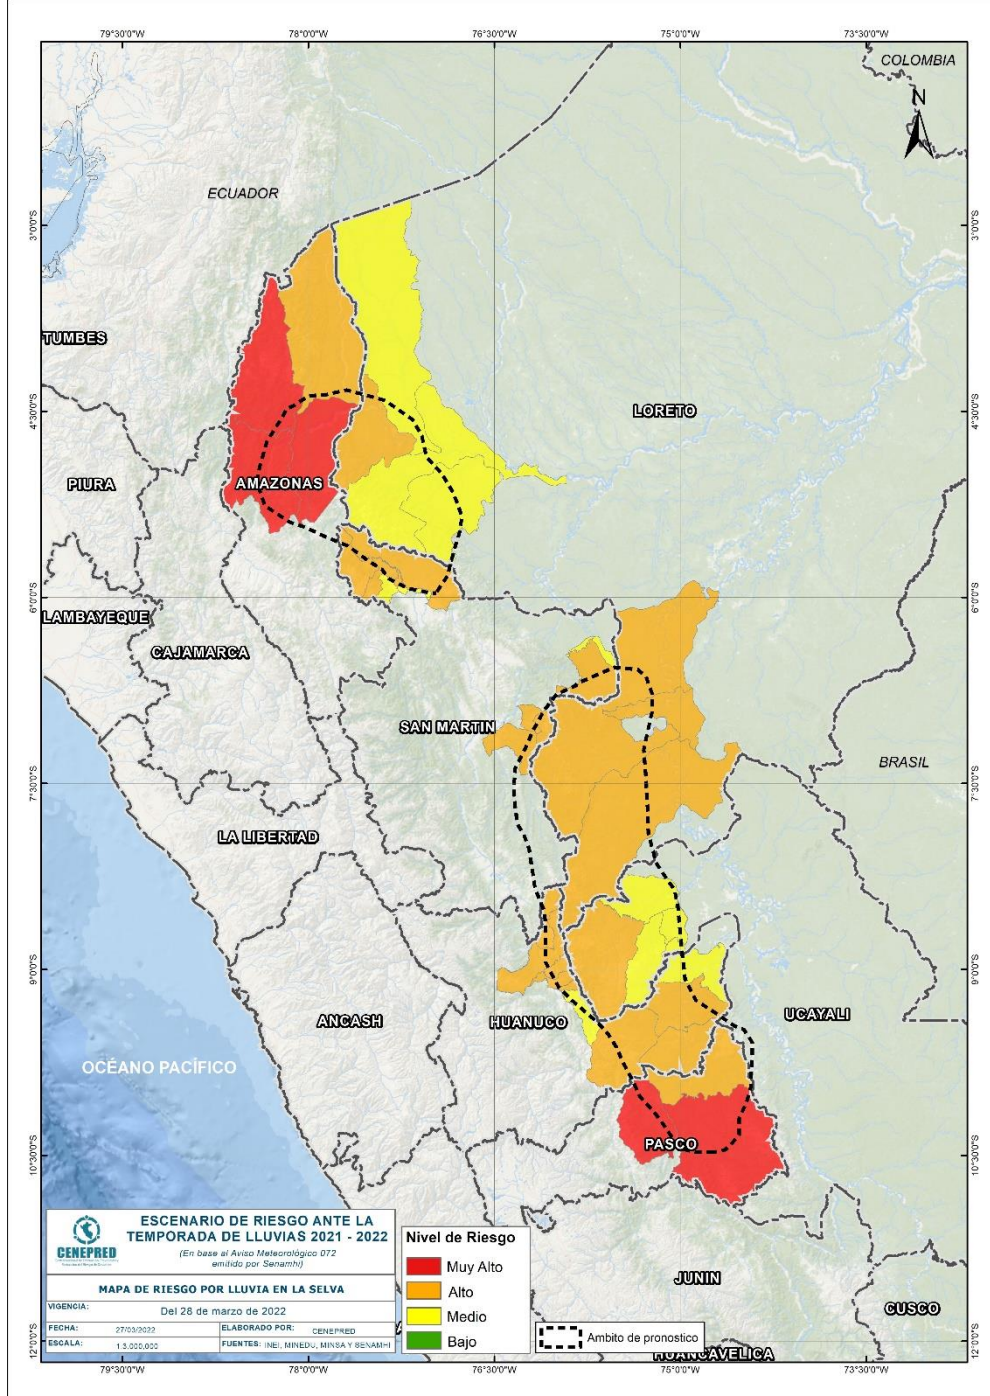 79°30'0"W
78°0'0"W
76°30'0"W
75°0'0"W
73°30'0"W
COLOMBIA
N
ECUADOR
3°0'0"S
3°0'0"S
TUMBES
4°30'0"S
4°30'0"S
LORETO
PIURA
AMAZONAS
6°0'0"S
6°0'0"S
LAMBAYEQUE
CAJAMARCA
SAN MARTIN
BRASIL
7°30'0"S
7°30'0"S
LA LIBERTAD
9°0'0"S
9°0'0"S
ANCASH
HUANUCO
UCAYALI
OCÉANO PACÍFICO
PASCO
10°30'0"S
10°30'0"S
JUNIN
CUSCO
HUANCAVELICA
12°0'0"S
12°0'0"S
CENEPRED
ESCENARIO DE RIESGO ANTE LA
TEMPORADA DE LLUVIAS 2021 - 2022
(En base al Aviso Meteorológico 072
emitido por Senamhi)
MAPA DE RIESGO POR LLUVIA EN LA SELVA
VIGENCIA:
Del 28 de marzo de 2022
FECHA:
27/03/2022
ELABORADO POR:
CENEPRED
ESCALA:
1:3,000,000
FUENTES: INEI, MINEDU, MINSA Y SENAMHI
Nivel de Riesgo
Muy Alto
Alto
Medio
Bajo
Ambito de pronostico
79°30'0"W
78°0'0"W
76°30'0"W
75°0'0"W
73°30'0"W